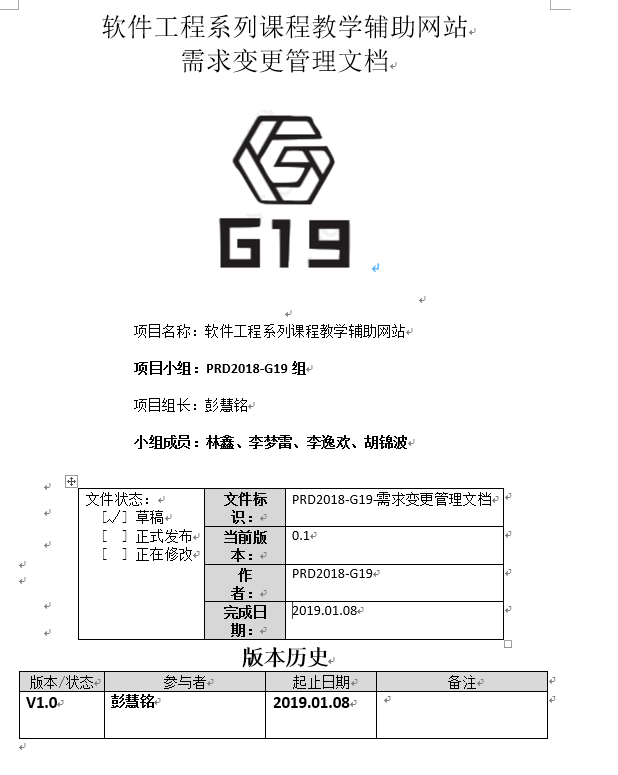 软件工程系列课程教学辅助网站
需求变更管理文档
G19
项目名称：软件工程系列课程教学辅助网站
项目小组：PRD2018-G19 组
项目组长：彭慧铭
小组成员：林鑫、李梦雷、李逸欢、胡锦波
文件状态：
[√] 草稿
[ ] 正式发布
[ ] 正在修改
文件标
识：
PRD2018-G19-需求变更管理文档
当前版
本：
0.1
作
者：
PRD2018-G19
完成日
期：
2019.01.08
版本历史
版本/状态 参与者 起止日期 备注
V1.0 彭慧铭 2019.01.08